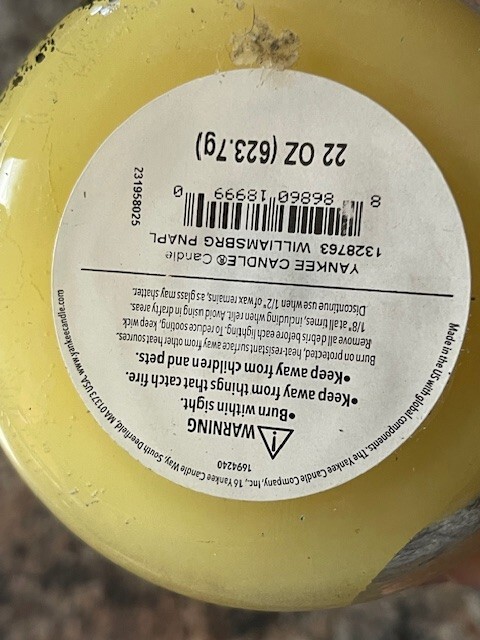 1694240
WARNING
•Burn within sight.
•Keep away from things that catch fire.
•Keep away from children and pets.
Burn on protected, heat-resistant surface away from other heat sources.
Remove all debris before each lighting. To reduce sooting, keep wick
1/8" at all times, including when relit. Avoid using in drafty areas.
Discontinue use when 1/2" of wax remains, as glass may shatter.
YANKEE CANDLE® Candle
1328763 WILLIAMSBRG PNAPL
8 86860 18999 0
231958025
22 OZ (623.7g)
Made in the US with global components. The Yankee Candle Company, Inc., 16 Yankee Candle Way, South Deerfield, MA 01373 USA. www.yankeecandle.com